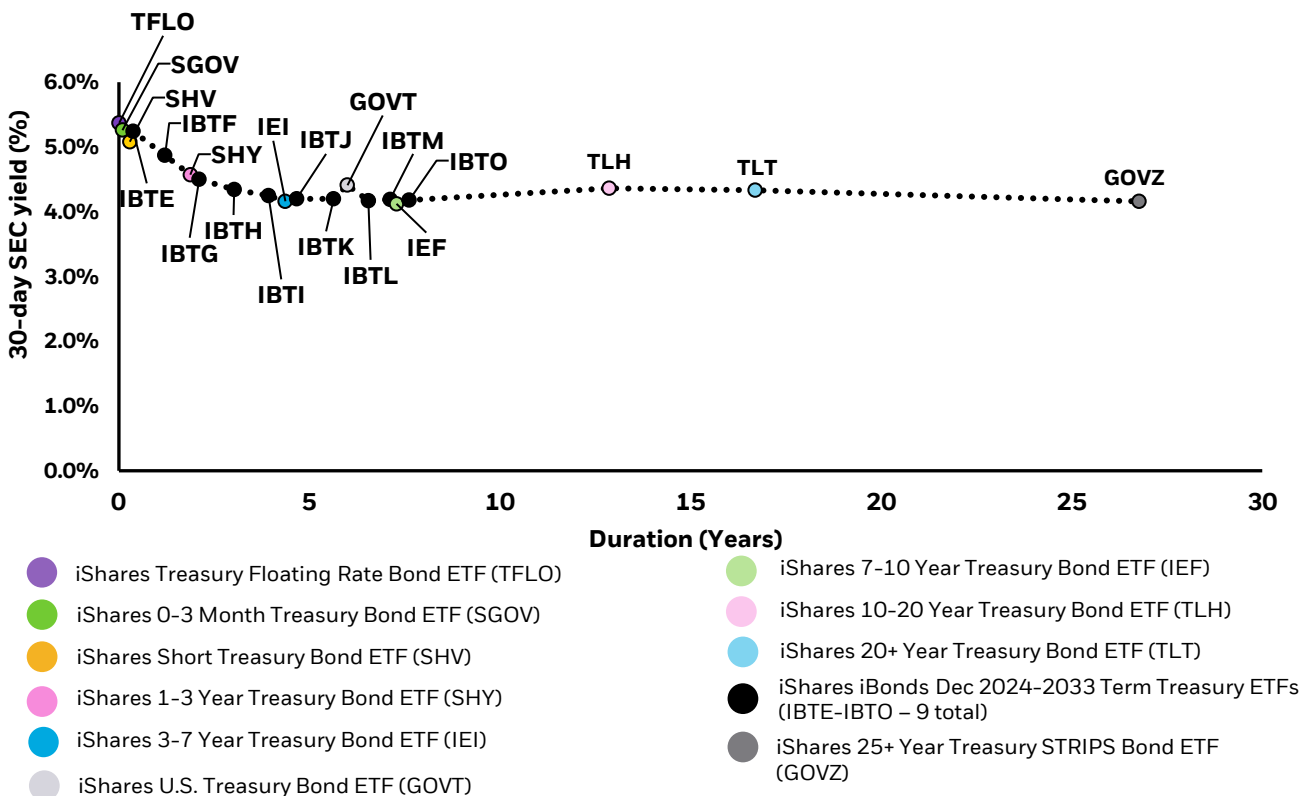 TFLO
SGOV
SHV
IBTF
IBTE
SHY
IBTG
IBTH
IEI
IBTI
IBTJ
IBTK
GOVT
IBTL
IBTM
IEF
IBTO
TLH
TLT
GOVZ
30-day SEC yield (%)
6.0%
5.0%
4.0%
3.0%
2.0%
1.0%
0.0%
0 5 10 15 20 25 30
Duration (Years)
iShares Treasury Floating Rate Bond ETF (TFLO)
iShares 0-3 Month Treasury Bond ETF (SGOV)
iShares Short Treasury Bond ETF (SHV)
iShares 1-3 Year Treasury Bond ETF (SHY)
iShares 3-7 Year Treasury Bond ETF (IEI)
iShares U.S. Treasury Bond ETF (GOVT)
iShares 7-10 Year Treasury Bond ETF (IEF)
iShares 10-20 Year Treasury Bond ETF (TLH)
iShares 20+ Year Treasury Bond ETF (TLT)
iShares iBonds Dec 2024-2033 Term Treasury ETFs
(IBTE-IBTO – 9 total)
iShares 25+ Year Treasury STRIPS Bond ETF
(GOVZ)